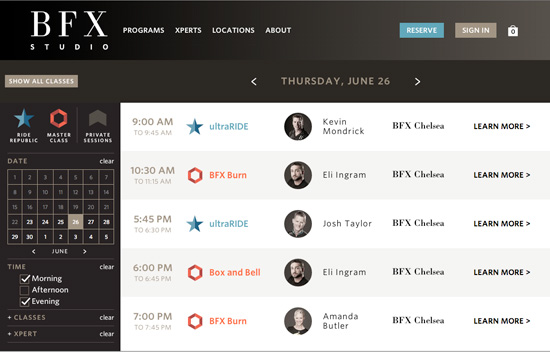 BFX
STUDIO
PROGRAMS XPERTS LOCATIONS ABOUT
RESERVE SIGN IN 0
SHOW ALL CLASSES
< THURSDAY, JUNE 26 >
RIDE REPUBLIC
MASTER CLASS
PRIVATE SESSIONS
DATE clear
1 2 3 4 5 6 7
8 9 10 11 12 13 14
15 16 17 18 19 20 21
22 23 24 25 26 27 28
29 30 1 2 3 4 5
< JUNE >
TIME clear
Morning
Afternoon
Evening
+ CLASSES clear
+ XPERT clear
9:00 AM
TO 9:45 AM
ultraRIDE
Kevin
Mondrick
BFX Chelsea
LEARN MORE >
10:30 AM
TO 11:15 AM
BFX Burn
Eli Ingram
BFX Chelsea
LEARN MORE >
5:45 PM
TO 6:30 PM
ultraRIDE
Josh Taylor
BFX Chelsea
LEARN MORE >
6:00 PM
TO 6:45 PM
Box and Bell
Eli Ingram
BFX Chelsea
LEARN MORE >
7:00 PM
TO 7:45 PM
BFX Burn
Amanda
Butler
BFX Chelsea
LEARN MORE >